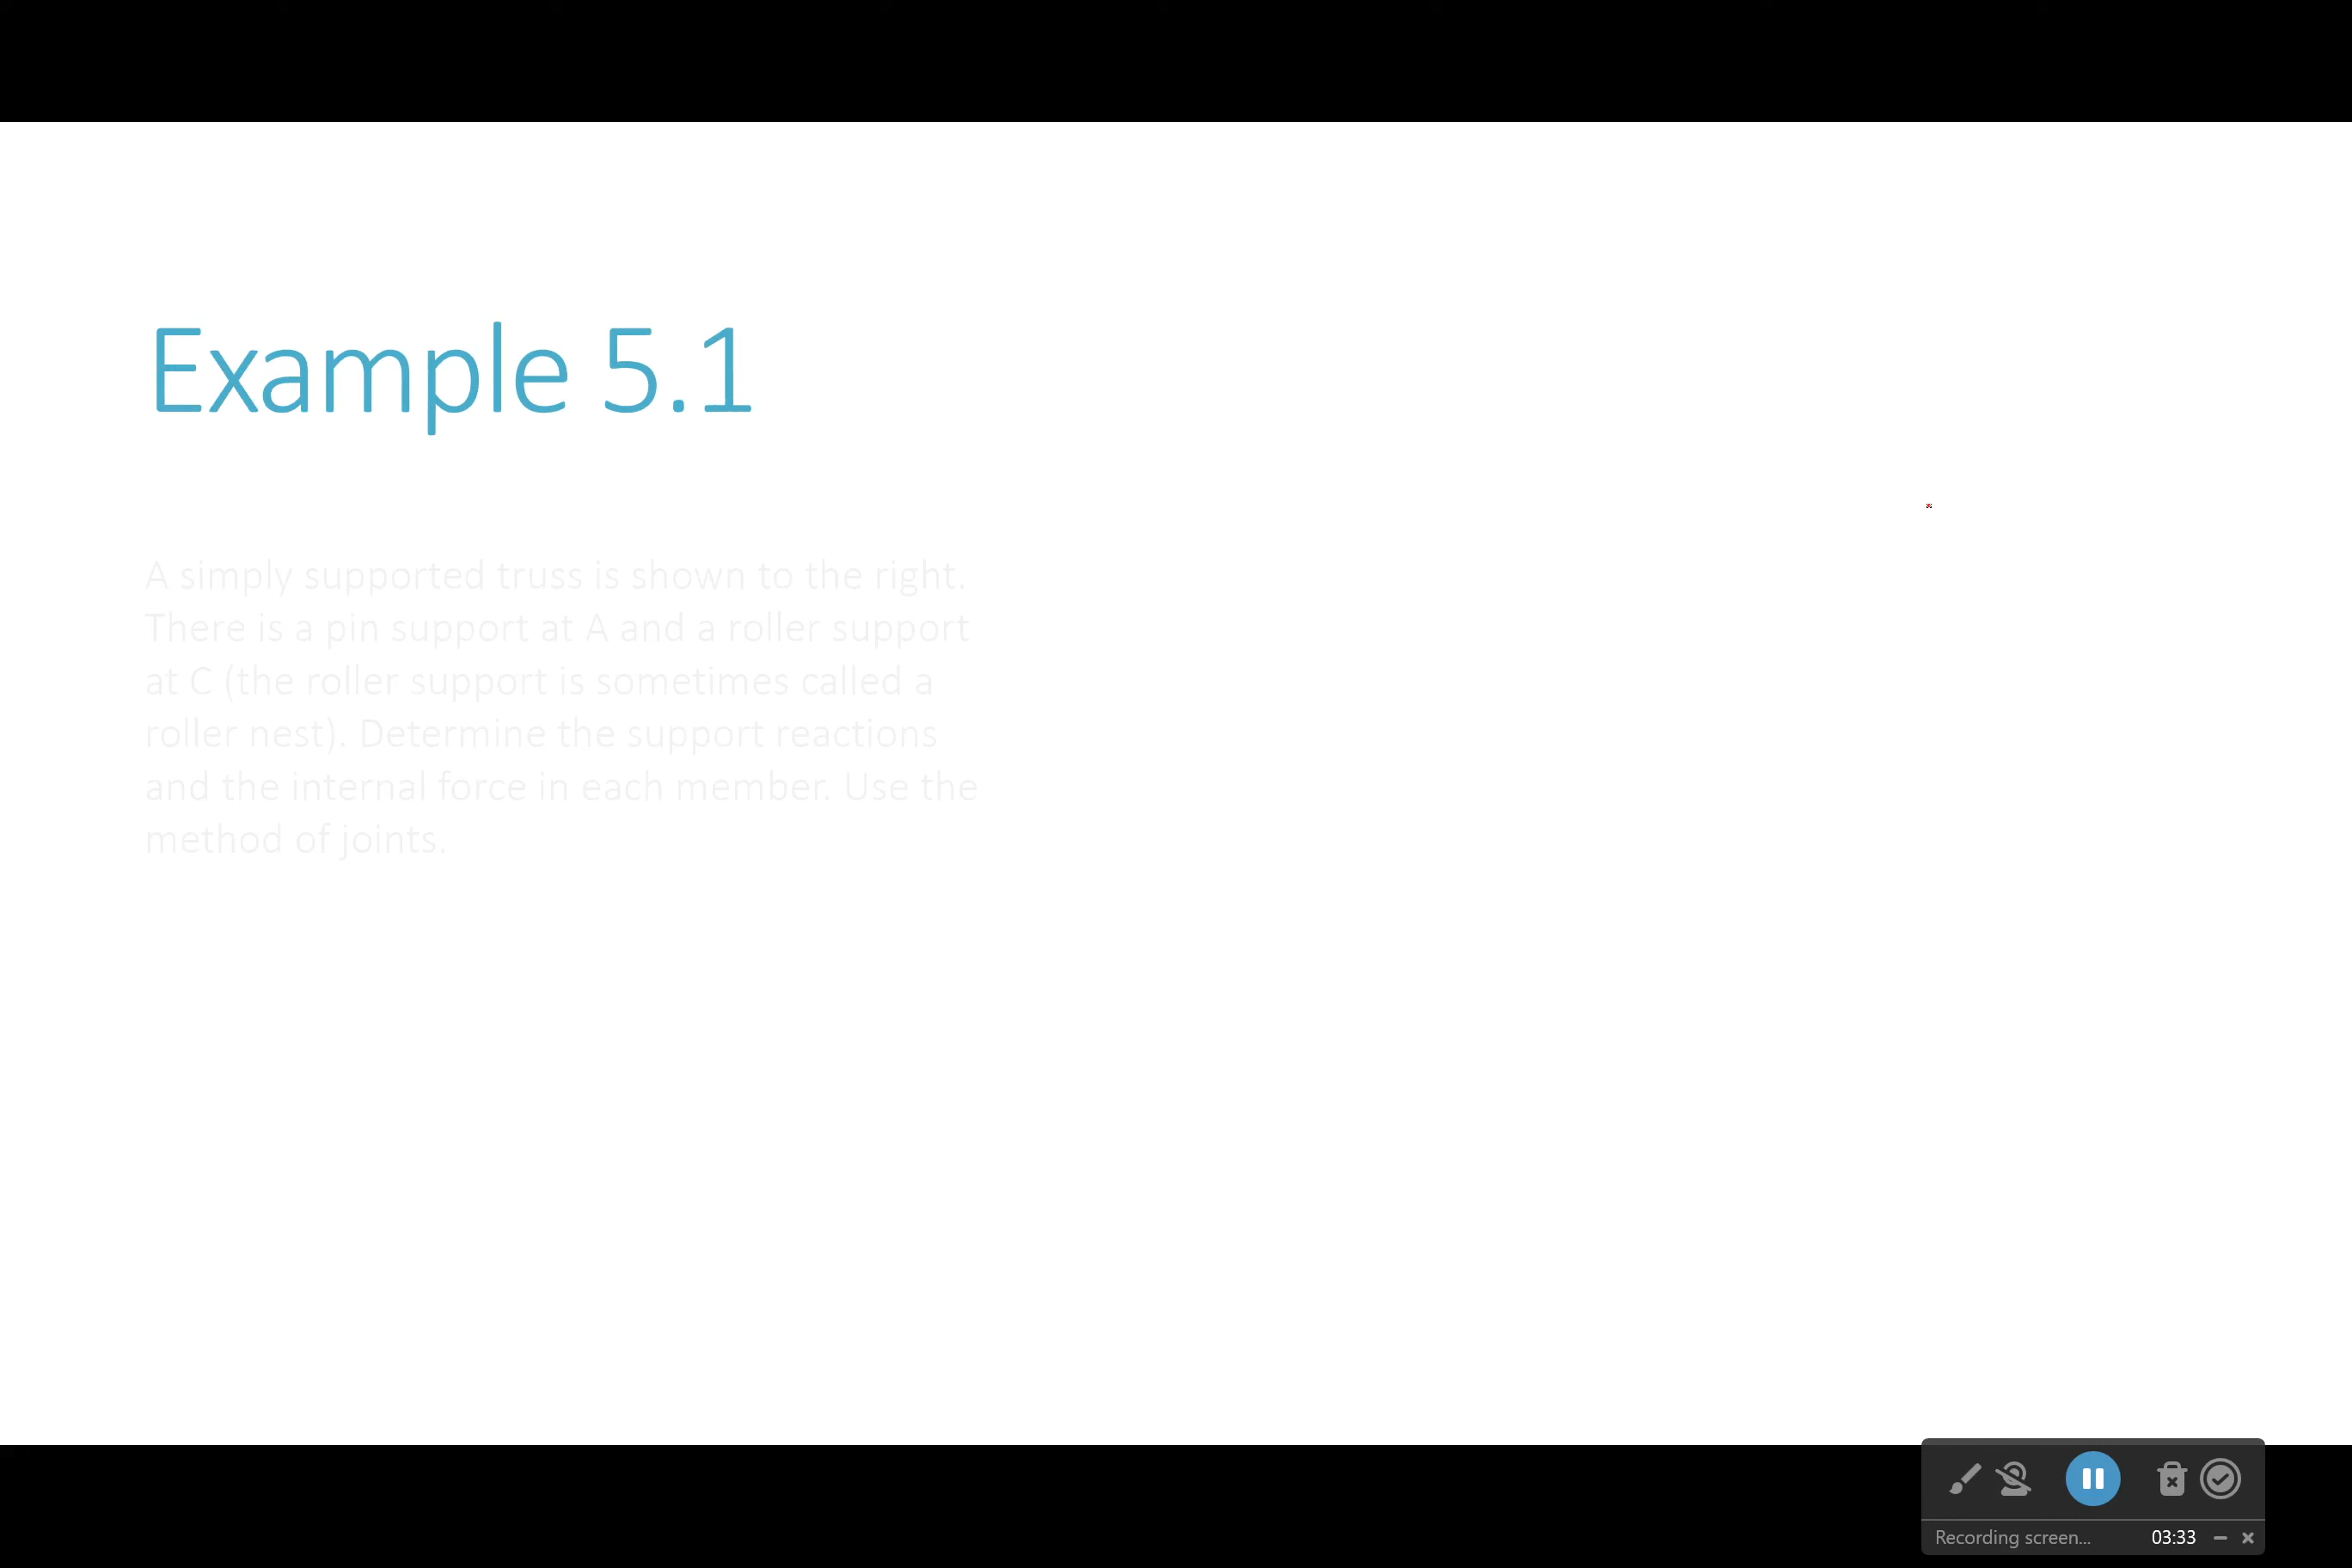 Example 5.1
A simply supported truss is shown to the right.
There is a pin support at A and a roller support
at C (the roller support is sometimes called a
roller nest). Determine the support reactions
and the internal force in each member. Use the
method of joints.
Recording screen... 03:33